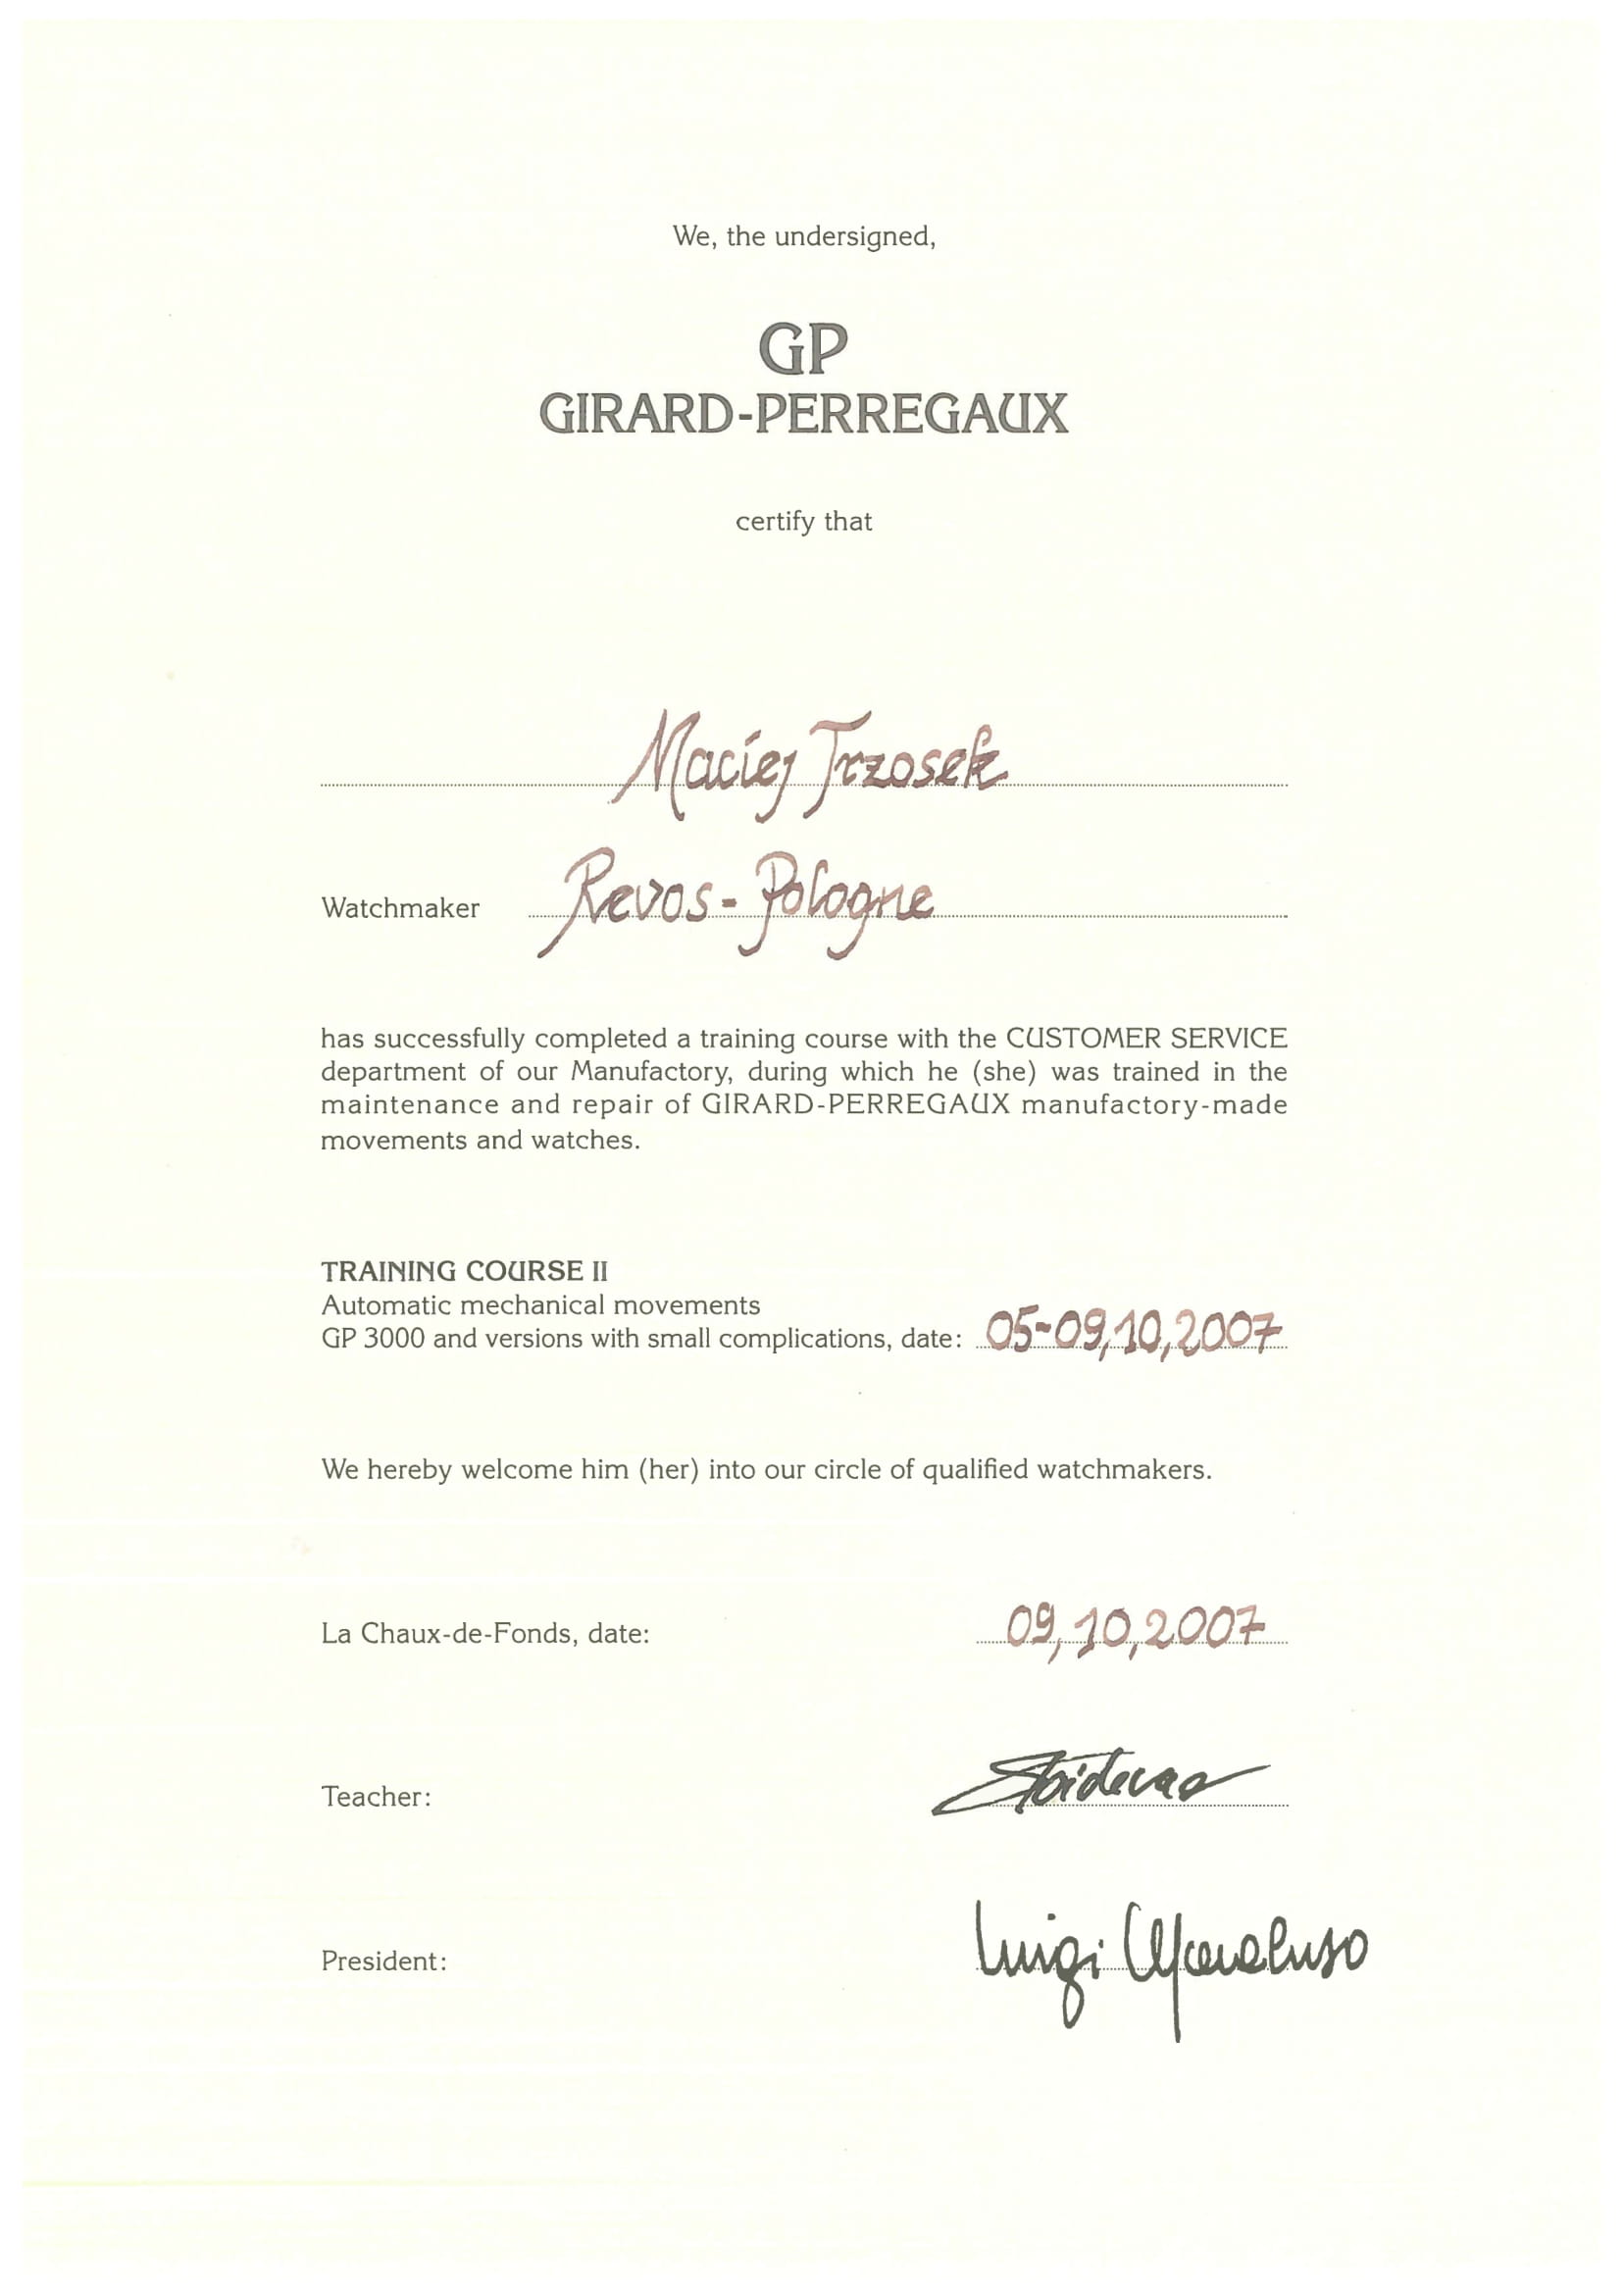 We, the undersigned,
GP
GIRARD-PERREGAUX
certify that
Maciej Trzosek
Watchmaker Revos-Pologne
has successfully completed a training course with the CUSTOMER SERVICE
department of our Manufactory, during which he (she) was trained in the
maintenance and repair of GIRARD-PERREGAUX manufactory-made
movements and watches.
TRAINING COURSE II
Automatic mechanical movements
GP 3000 and versions with small complications, date: 05-09,10,2007
We hereby welcome him (her) into our circle of qualified watchmakers.
La Chaux-de-Fonds, date: 09,10,2007
Teacher:
President: Luigi Macaluso